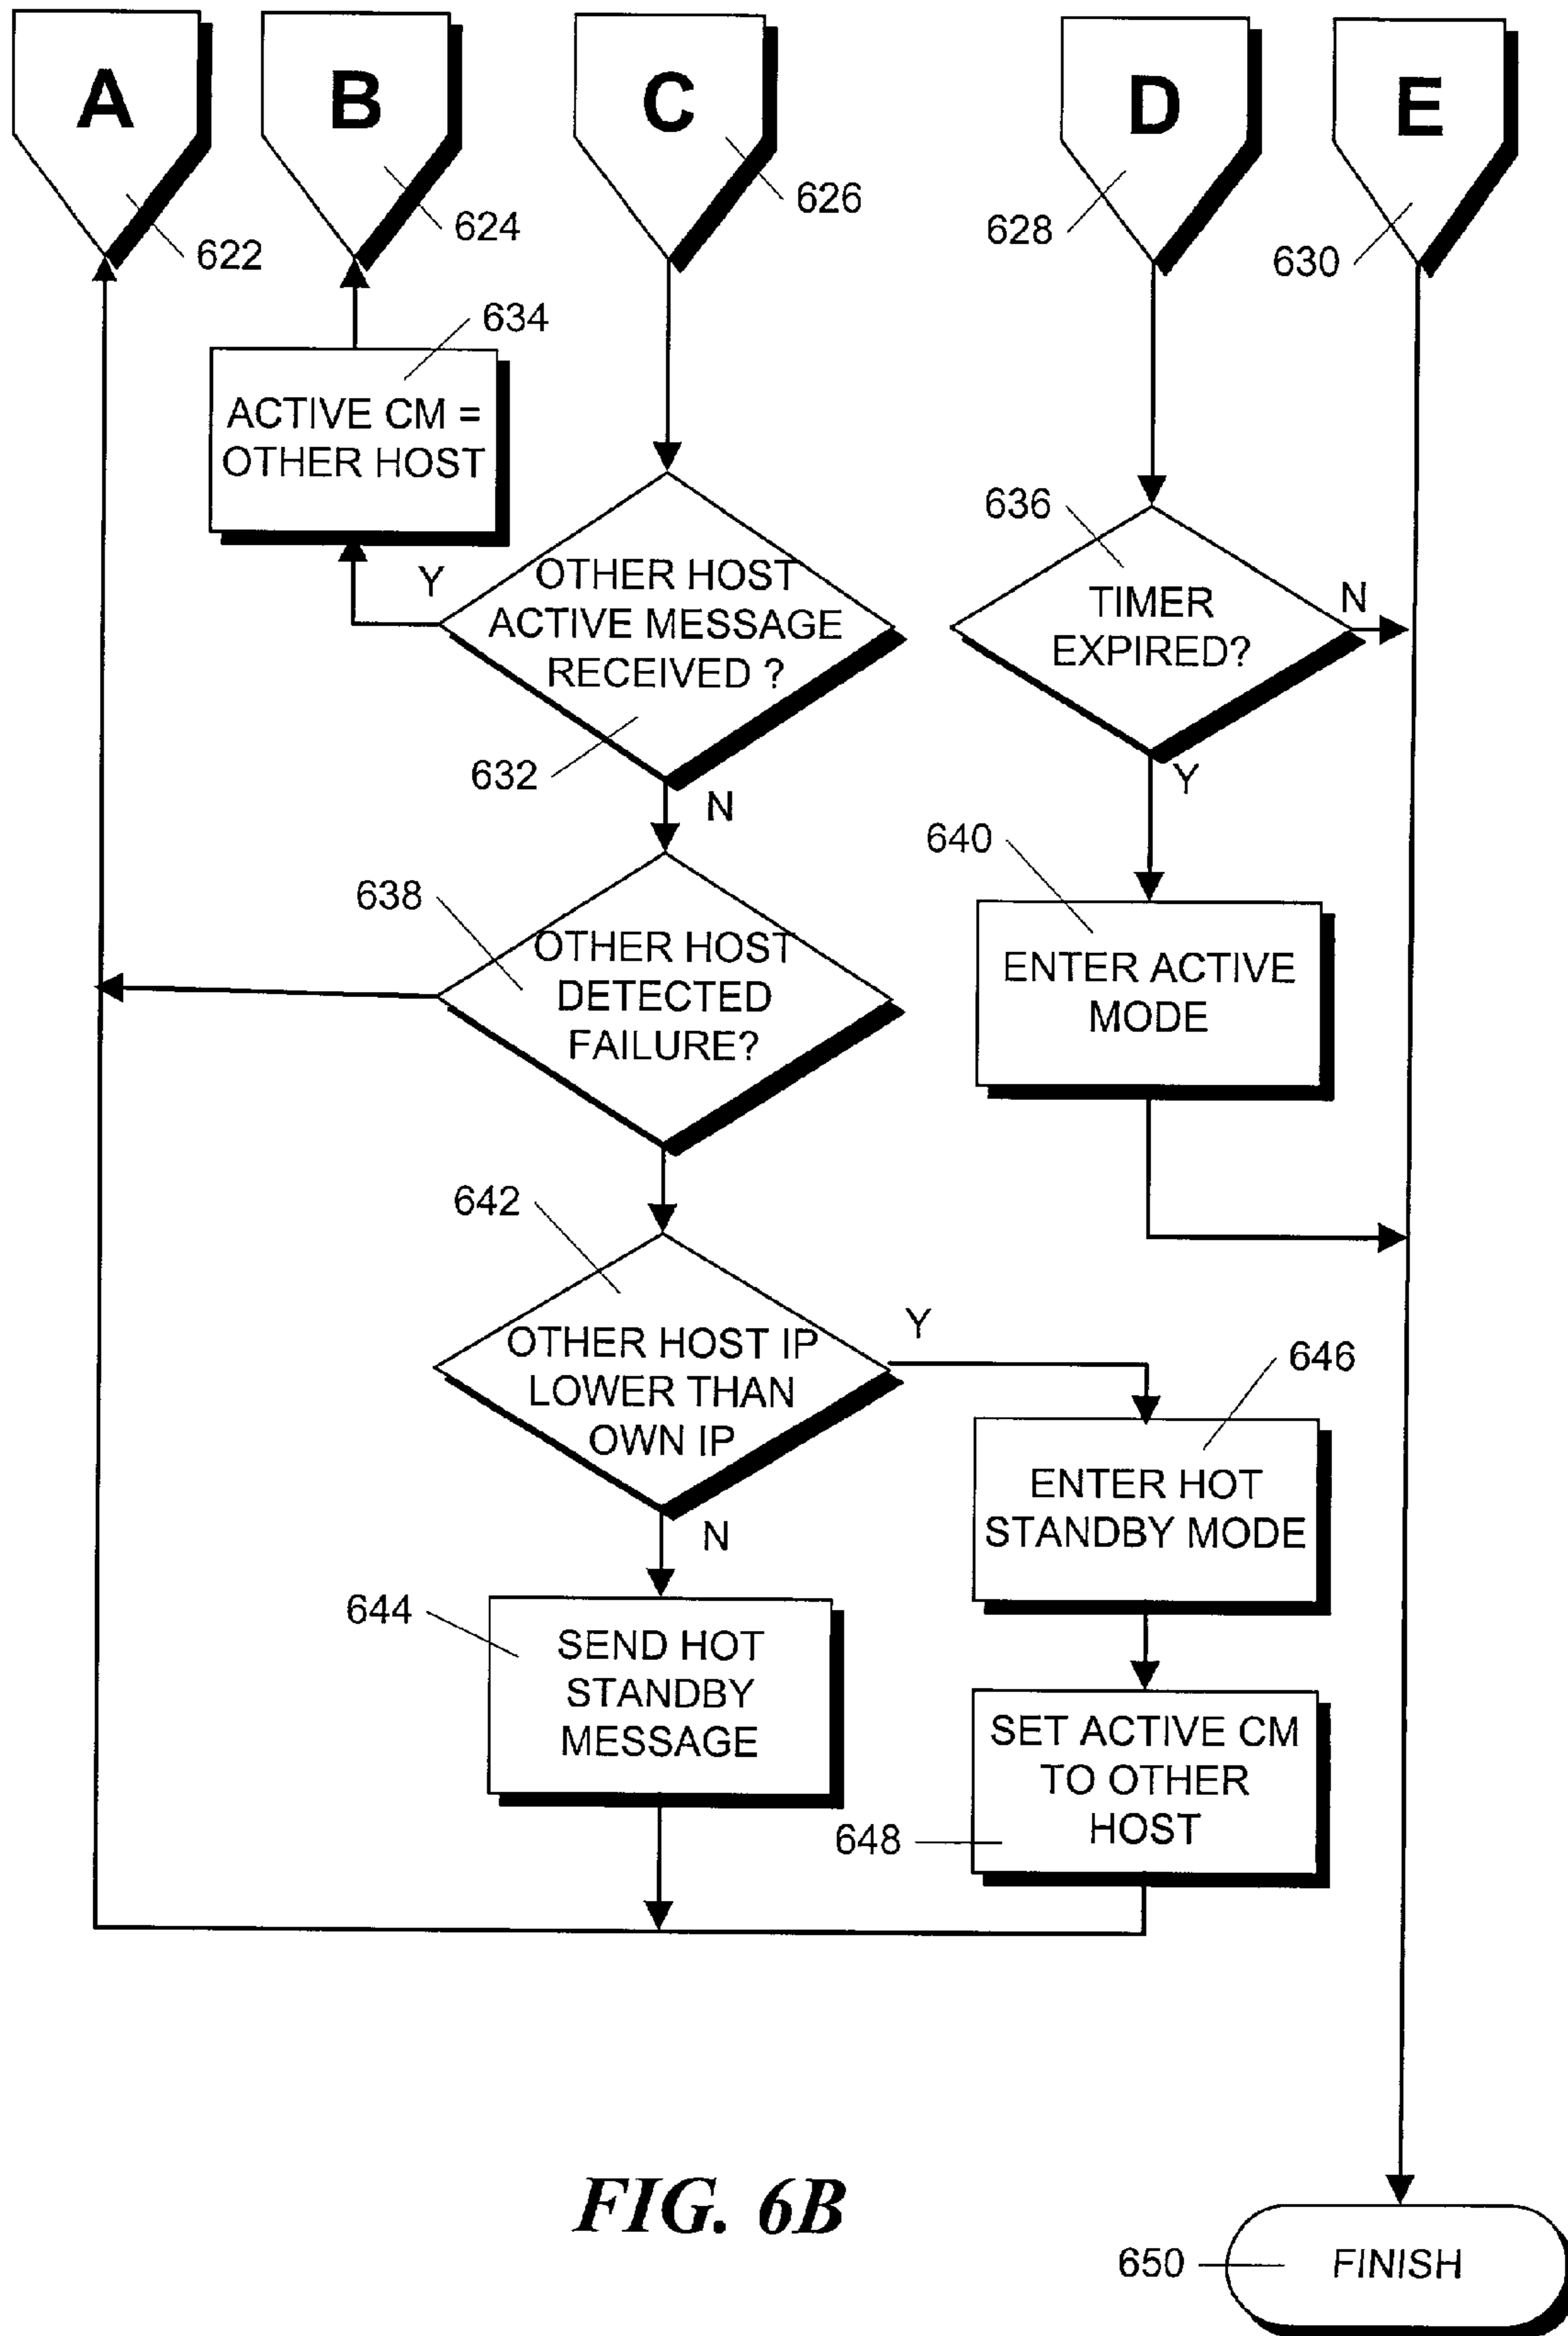 A
B
C
D
E
622
624
626
628
630
634
ACTIVE CM =
OTHER HOST
Y
OTHER HOST
ACTIVE MESSAGE
RECEIVED ?
632
N
636
TIMER
EXPIRED?
N
Y
638
OTHER HOST
DETECTED
FAILURE?
640
ENTER ACTIVE
MODE
642
OTHER HOST IP
LOWER THAN
OWN IP
Y
N
646
ENTER HOT
STANDBY MODE
644
SEND HOT
STANDBY
MESSAGE
SET ACTIVE CM
TO OTHER
HOST
648
FIG. 6B
650
FINISH